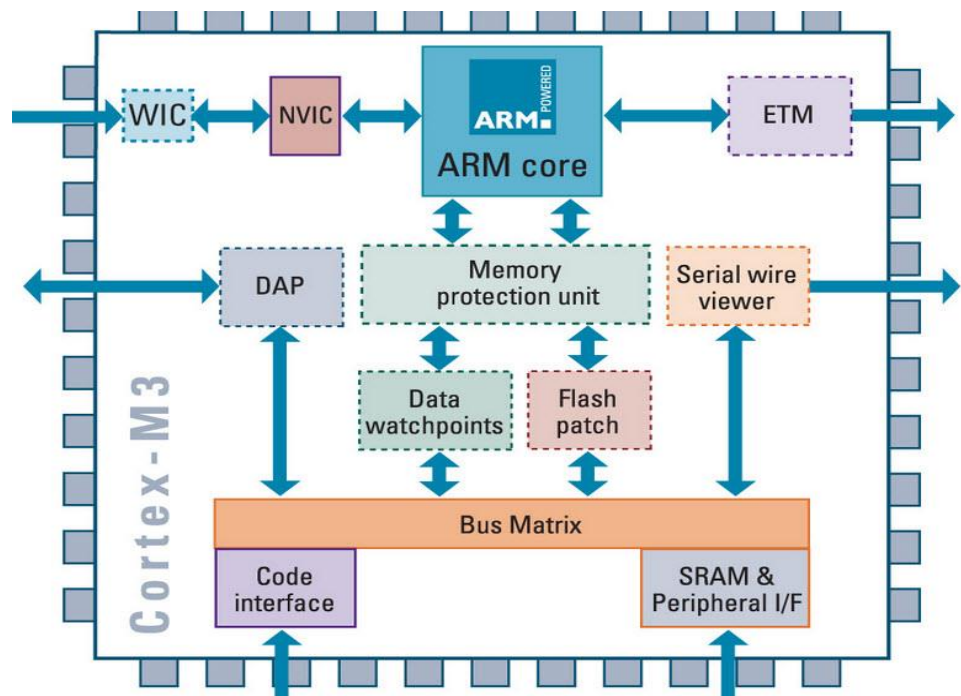 WIC
NVIC
ARM POWERED
ARM core
ETM
DAP
Memory
protection unit
Serial wire
viewer
Data
watchpoints
Flash
patch
Cortex-M3
Bus Matrix
Code
interface
SRAM &
Peripheral I/F